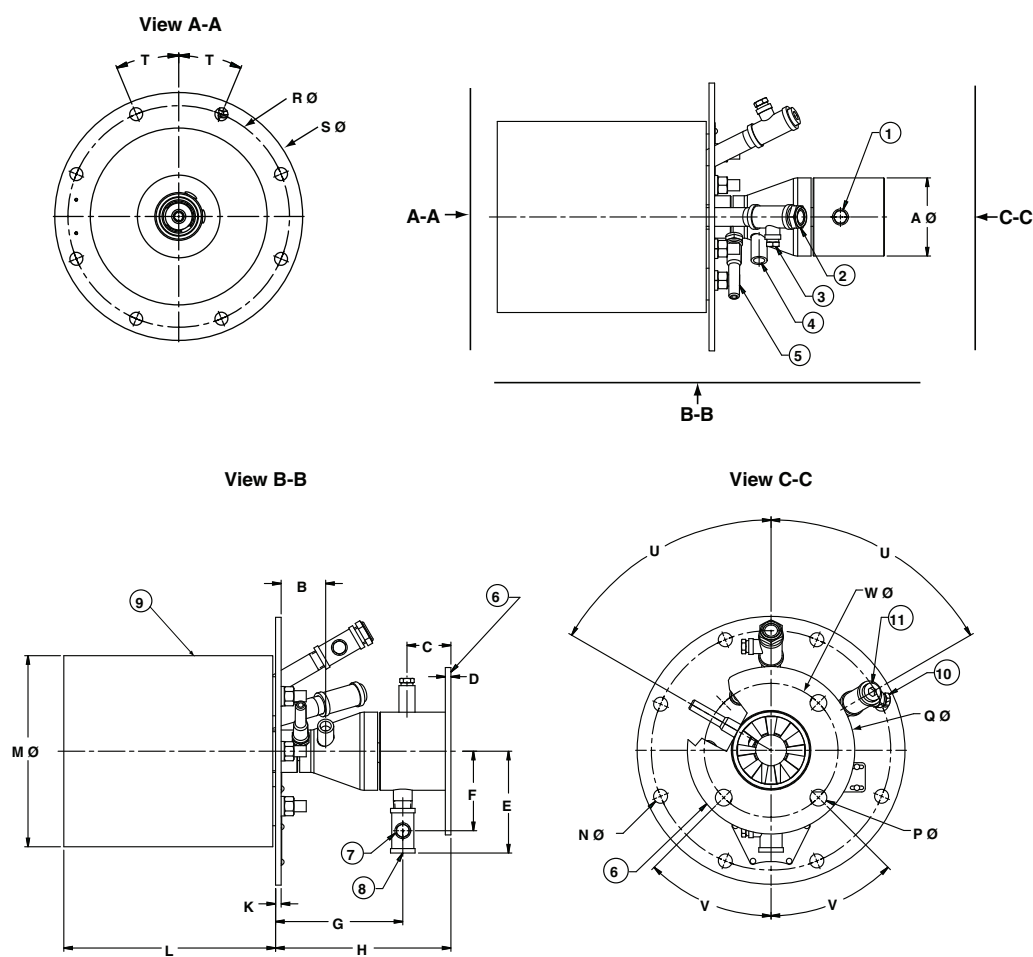 View A-A
T T
R Ø
S Ø
1
A-A
A Ø
C-C
2
3
4
5
B-B
View B-B
View C-C
U U
B
6
W Ø
9
C
11
D
10
Q Ø
M Ø
F E
N Ø
P Ø
7
6
8
K
G
V V
L H